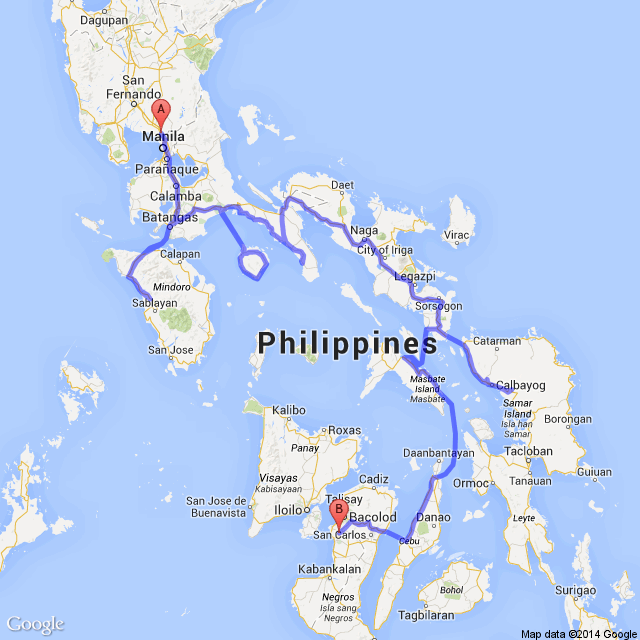 Dagupan
San
Fernando
A
Manila
Parañaque
Calamba
Batangas
Daet
Naga
City of Iriga
Virac
Legazpi
Calapan
Mindoro
Sablayan
Sorsogon
San Jose
Philippines
Catarman
Masbate
Island
Masbate
Calbayog
Samar
Island
Isla han
Samar
Borongan
Kalibo
Roxas
Panay
Visayas
Kabisayaan
Daanbantayan
Tacloban
Tanauan
Guiuan
Ormoc
Leyte
Cadiz
Talisay
San Jose de
Buenavista
Iloilo
B
Bacolod
San Carlos
Danao
Cebu
Kabankalan
Negros
Isla sang
Negros
Bohol
Tagbilaran
Surigao
Google
Map data ©2014 Google